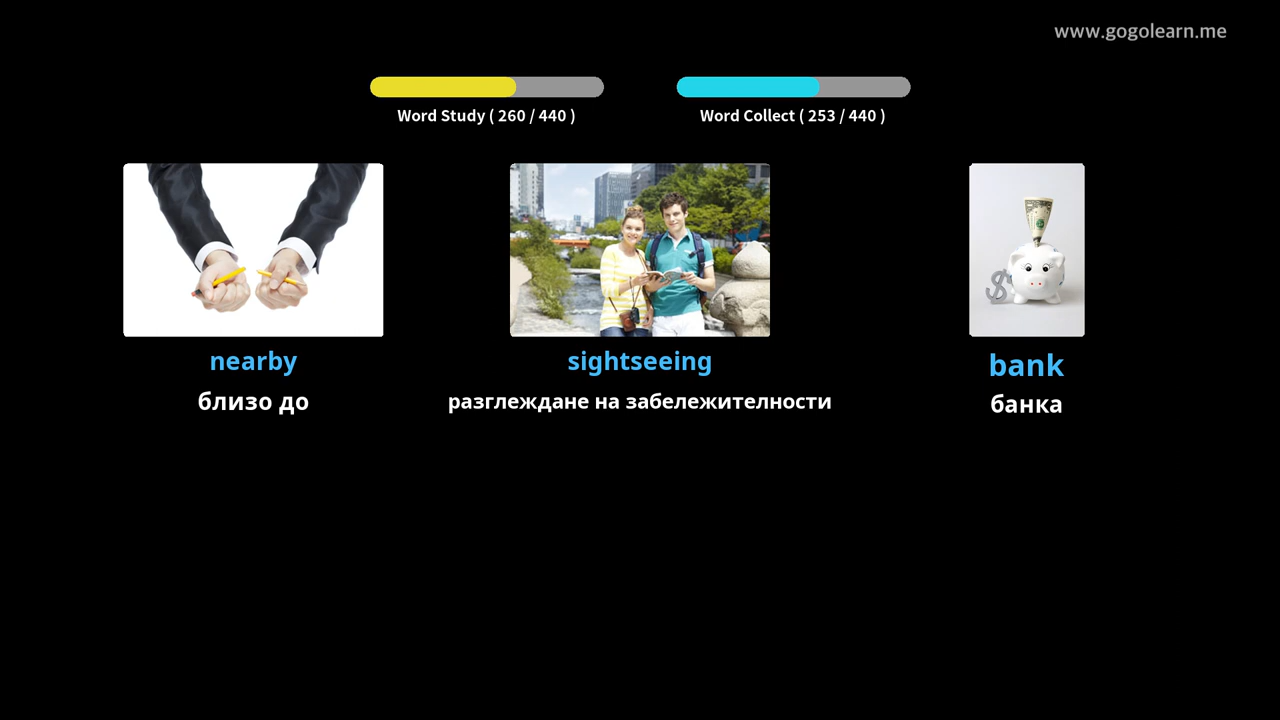 www.gogolearn.me
Word Study ( 260 / 440 )
Word Collect ( 253 / 440 )
nearby
sightseeing
bank
близо до
разглеждане на забележителности
банка